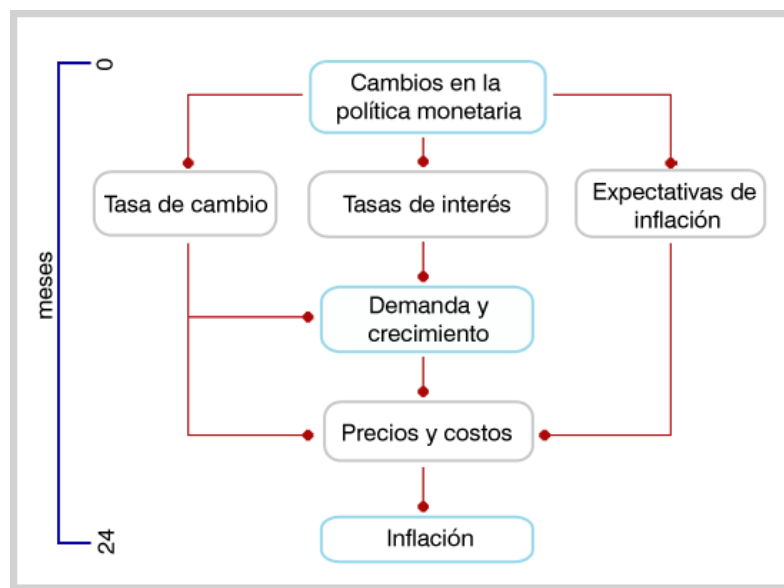 0
Cambios en la
política monetaria
Tasa de cambio
Tasas de interés
Expectativas de
inflación
meses
Demanda y
crecimiento
Precios y costos
Inflación
24